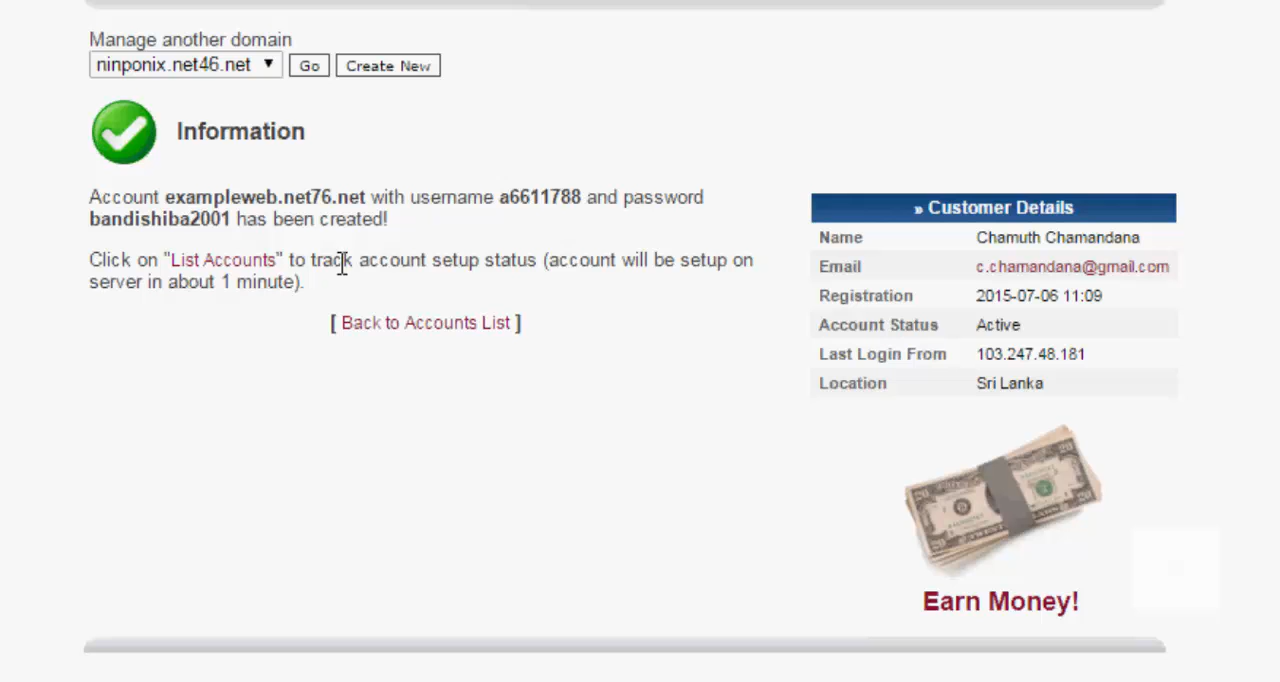 Manage another domain
ninponix.net46.net Go Create New
Information
Account exampleweb.net76.net with username a6611788 and password
bandishiba2001 has been created!
Click on "List Accounts" to track account setup status (account will be setup on
server in about 1 minute).
[ Back to Accounts List ]
» Customer Details
Name Chamuth Chamandana
Email c.chamandana@gmail.com
Registration 2015-07-06 11:09
Account Status Active
Last Login From 103.247.48.181
Location Sri Lanka
Earn Money!